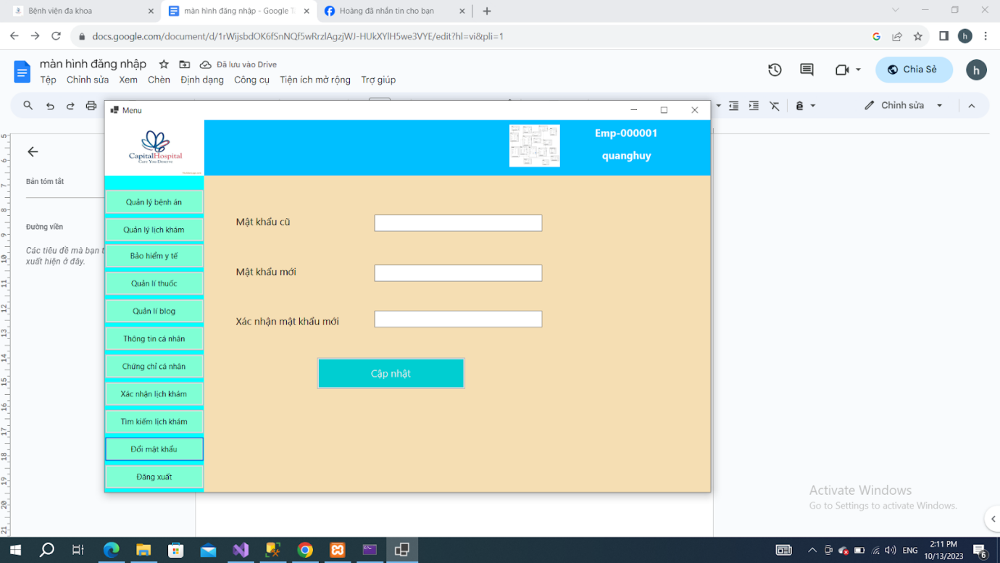 Bệnh viện đa khoa
màn hình đăng nhập - Google T
Hoàng đã nhắn tin cho bạn
docs.google.com/document/d/1rWijsbdOK6fSnNQf5wRrzlAgzjWJ-HUkXYlH5we3VYE/edit?hl=vi&pli=1
h
màn hình đăng nhập
Đã lưu vào Drive
Tệp Chỉnh sửa Xem Chèn Định dạng Công cụ Tiện ích mở rộng Trợ giúp
Chia Sẻ
h
Chỉnh sửa
Menu
CapitalHospital
Care You Deserve
Emp-000001
quanghuy
Bản tóm tắt
Đường viền
Các tiêu đề mà bạn t
xuất hiện ở đây.
Quản lý bệnh án
Quản lý lịch khám
Bảo hiểm y tế
Quản lí thuốc
Quản lí blog
Thông tin cá nhân
Chứng chỉ cá nhân
Xác nhận lịch khám
Tìm kiếm lịch khám
Đổi mật khẩu
Đăng xuất
Mật khẩu cũ
Mật khẩu mới
Xác nhận mật khẩu mới
Cập nhật
Activate Windows
Go to Settings to activate Windows.
ENG
2:11 PM
10/13/2023
6